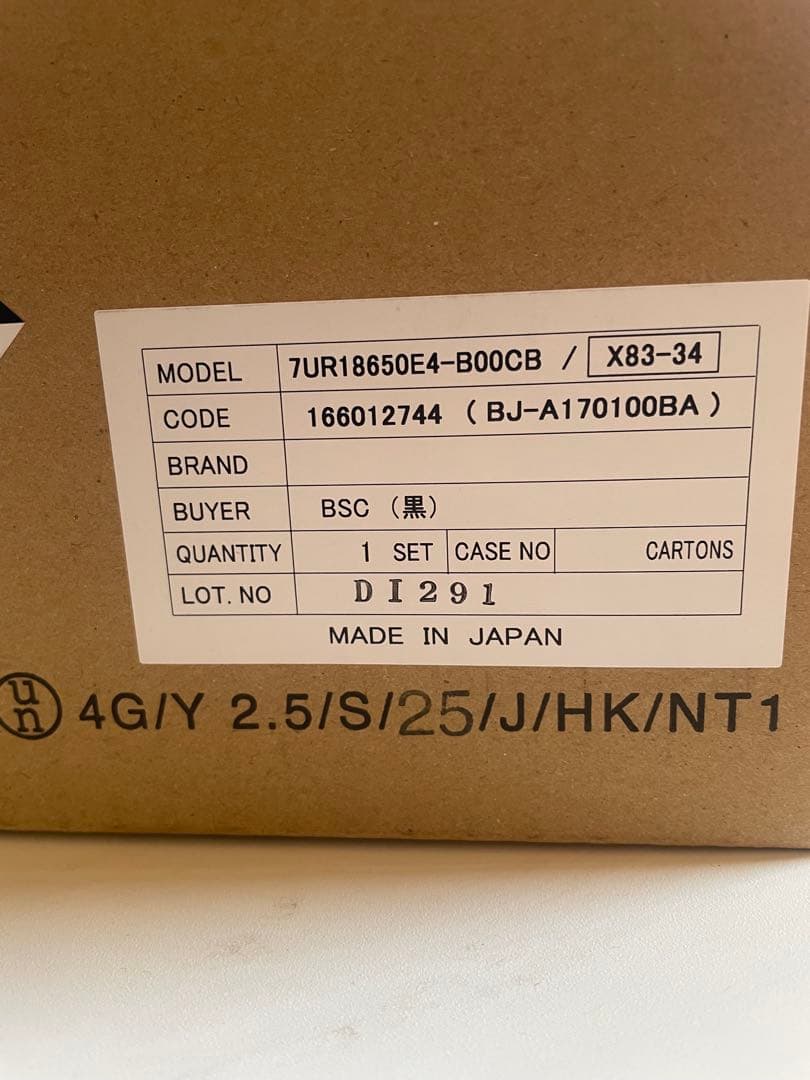 MODEL 7UR18650E4-B00CB / X83-34
CODE 166012744 ( BJ-A170100BA )
BRAND
BUYER BSC (黒)
QUANTITY 1 SET CASE NO CARTONS
LOT. NO DI291
MADE IN JAPAN
un 4G/Y 2.5/S/25/J/HK/NT1